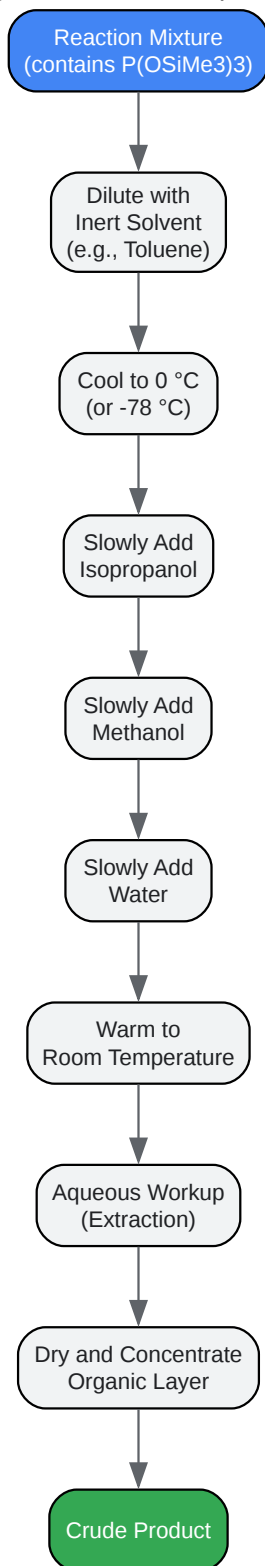 Reaction Mixture
(contains P(OSiMe3)3)
Dilute with
Inert Solvent
(e.g., Toluene)
Cool to 0 °C
(or -78 °C)
Slowly Add
Isopropanol
Slowly Add
Methanol
Slowly Add
Water
Warm to
Room Temperature
Aqueous Workup
(Extraction)
Dry and Concentrate
Organic Layer
Crude Product